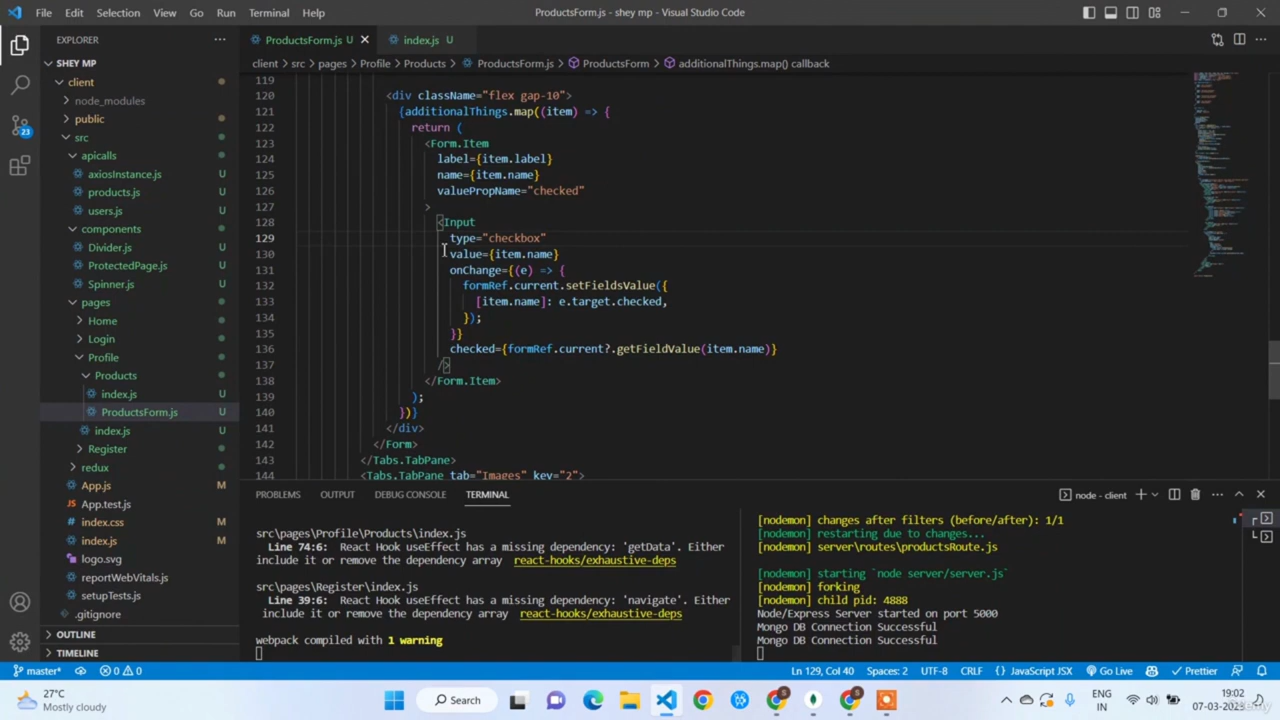 File Edit Selection View Go Run Terminal Help
ProductsForm.js - shey mp - Visual Studio Code
EXPLORER
ProductsForm.js U
index.js U
client > src > pages > Profile > Products > ProductsForm.js > ProductsForm > additionalThings.map() callback
SHEY MP
client
node_modules
public
src
apicalls
axiosInstance.js U
products.js U
users.js U
components
Divider.js U
ProtectedPage.js U
Spinner.js U
pages
Home
Login
Profile
Products
index.js U
ProductsForm.js U
index.js U
Register
redux
App.js M
App.test.js
index.css M
index.js M
logo.svg
reportWebVitals.js
setupTests.js
.gitignore
OUTLINE
TIMELINE
119
120 <div className="flex gap-10">
121 {additionalThings.map((item) => {
122 return (
123 <Form.Item
124 label={item.label}
125 name={item.name}
126 valuePropName="checked"
127 >
128 <Input
129 type="checkbox"
130 value={item.name}
131 onChange={(e) => {
132 formRef.current.setFieldsValue({
133 [item.name]: e.target.checked,
134 });
135 }}
136 checked={formRef.current?.getFieldValue(item.name)}
137 />
138 </Form.Item>
139 );
140 })}
141 </div>
142 </Form>
143 </Tabs.TabPane>
144 <Tabs.TabPane tab="Images" key="2">
PROBLEMS OUTPUT DEBUG CONSOLE TERMINAL
node - client
src\pages\Profile\Products\index.js
Line 74:6: React Hook useEffect has a missing dependency: 'getData'. Either
include it or remove the dependency array react-hooks/exhaustive-deps
src\pages\Register\index.js
Line 39:6: React Hook useEffect has a missing dependency: 'navigate'. Either
include it or remove the dependency array react-hooks/exhaustive-deps
webpack compiled with 1 warning
[nodemon] changes after filters (before/after): 1/1
[nodemon] restarting due to changes...
[nodemon] server\routes\productsRoute.js
[nodemon] starting `node server/server.js`
[nodemon] forking
[nodemon] child pid: 4888
Node/Express Server started on port 5000
Mongo DB Connection Successful
Mongo DB Connection Successful
23
master* 0 0
Ln 129, Col 40 Spaces: 2 UTF-8 CRLF {} JavaScript JSX Go Live Prettier
27°C
Mostly cloudy
Search
ENG
IN
19:02
07-03-2023